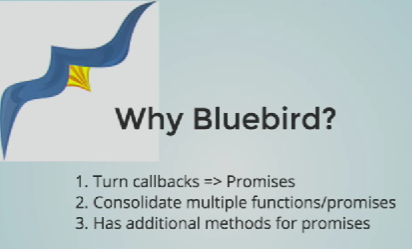 Why Bluebird?
1. Turn callbacks => Promises
2. Consolidate multiple functions/promises
3. Has additional methods for promises